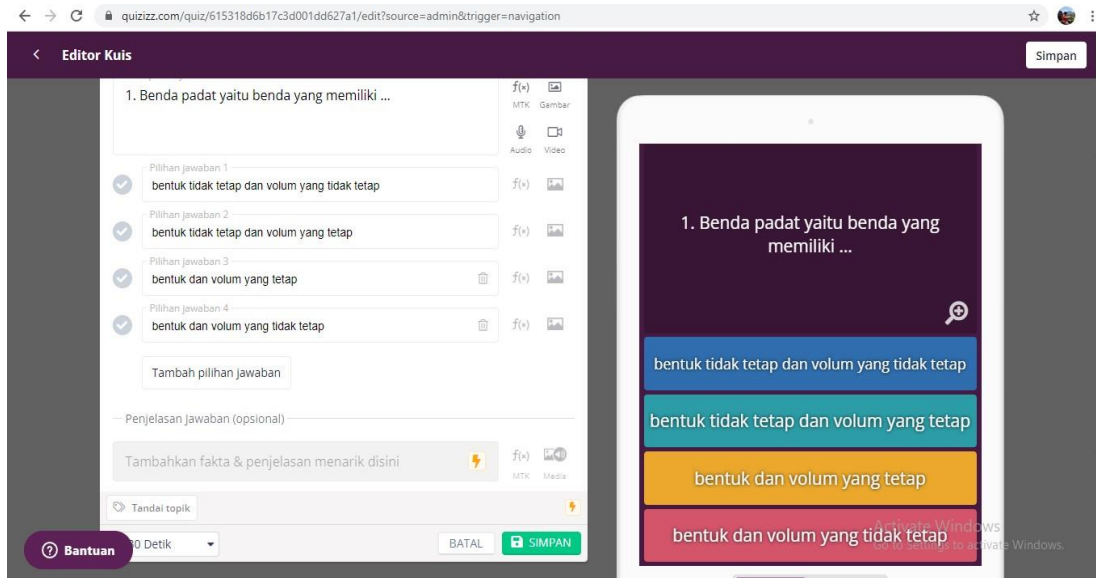 quizizz.com/quiz/615318d6b17c3d001dd627a1/edit?source=admin&trigger=navigation
Editor Kuis
Simpan
1. Benda padat yaitu benda yang memiliki ...
f(x)
MTK Gambar
Audio Video
Pilihan jawaban 1
bentuk tidak tetap dan volum yang tidak tetap
f(x)
Pilihan jawaban 2
bentuk tidak tetap dan volum yang tetap
f(x)
Pilihan jawaban 3
bentuk dan volum yang tetap
f(x)
Pilihan jawaban 4
bentuk dan volum yang tidak tetap
f(x)
Tambah pilihan jawaban
Penjelasan Jawaban (opsional)
Tambahkan fakta & penjelasan menarik disini
f(x)
MTK Media
Tandai topik
Bantuan
30 Detik
BATAL
SIMPAN
1. Benda padat yaitu benda yang
memiliki ...
bentuk tidak tetap dan volum yang tidak tetap
bentuk tidak tetap dan volum yang tetap
bentuk dan volum yang tetap
bentuk dan volum yang tidak tetap
Activate Windows
Go to Settings to activate Windows.